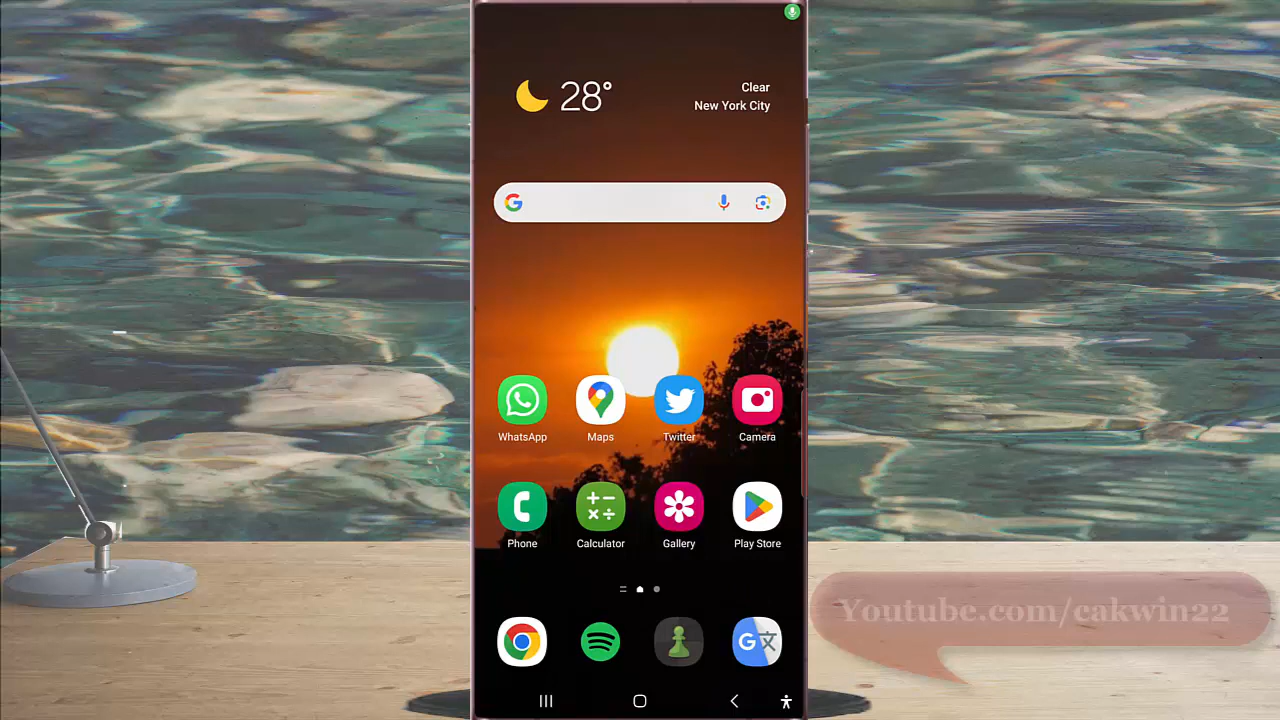 28°
Clear
New York City
WhatsApp
Maps
Twitter
Camera
Phone
Calculator
Gallery
Play Store
Youtube.com/cakwin22